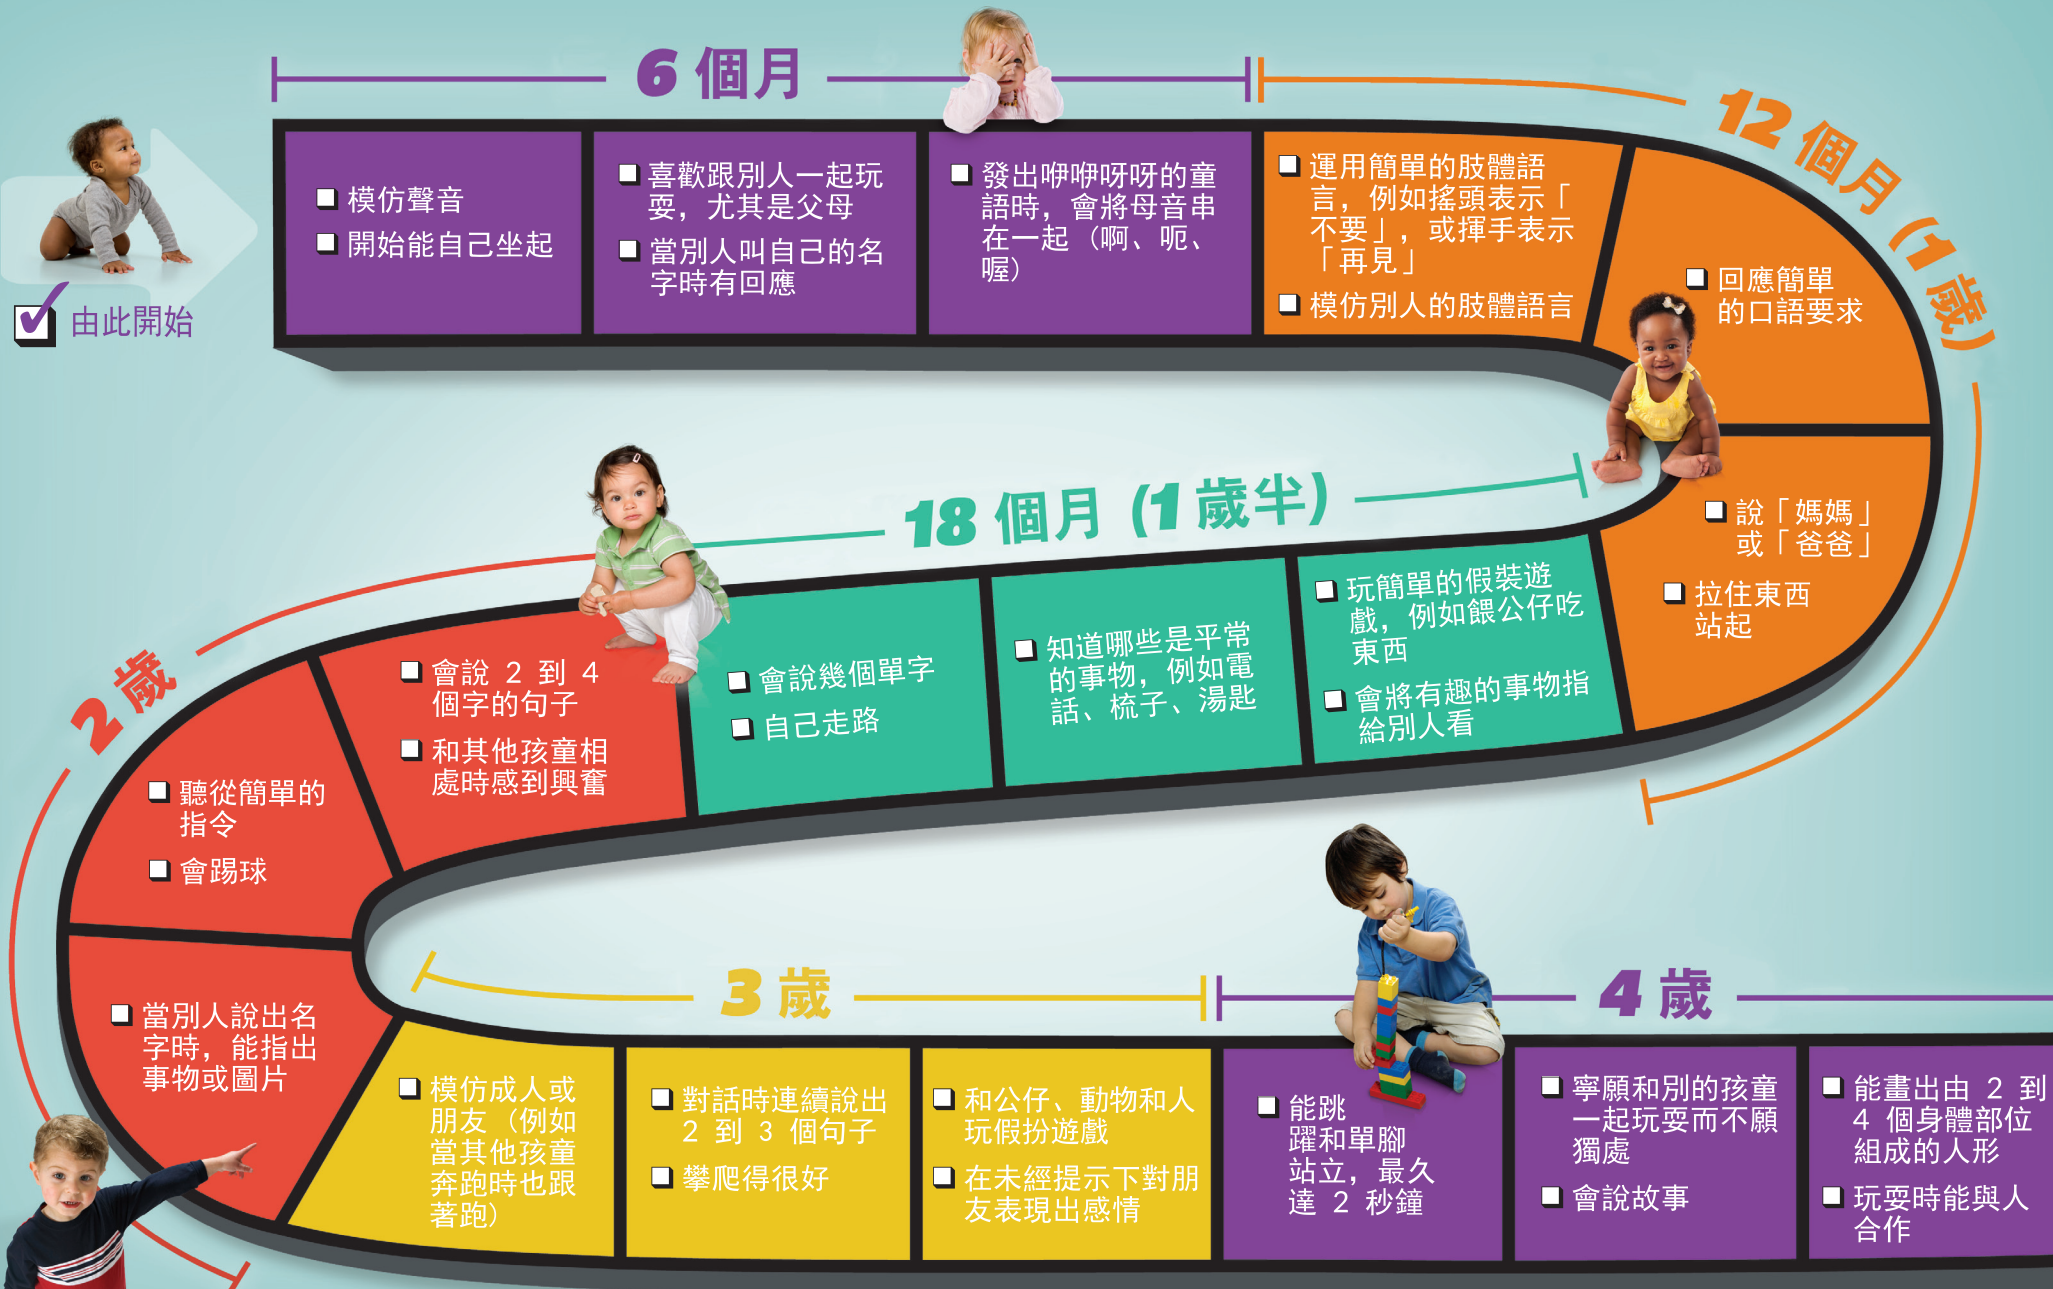 6 個月
12 個月 (1 歲)
由此開始
模仿聲音
開始能自己坐起
喜歡跟別人一起玩
耍，尤其是父母
當別人叫自己的名
字時有回應
發出咿咿呀呀的童
語時，會將母音串
在一起（啊、呃、
喔）
運用簡單的肢體語
言，例如搖頭表示「
不要」，或揮手表示
「再見」
模仿別人的肢體語言
回應簡單
的口語要求
說「媽媽」
或「爸爸」
拉住東西
站起
18 個月 (1 歲半)
玩簡單的假裝遊
戲，例如餵公仔吃
東西
會將有趣的事物指
給別人看
知道哪些是平常
的事物，例如電
話、梳子、湯匙
會說幾個單字
自己走路
2 歲
會說 2 到 4
個字的句子
和其他孩童相
處時感到興奮
聽從簡單的
指令
會踢球
當別人說出名
字時，能指出
事物或圖片
3 歲
模仿成人或
朋友（例如
當其他孩童
奔跑時也跟
著跑）
對話時連續說出
2 到 3 個句子
攀爬得很好
和公仔、動物和人
玩假扮遊戲
在未經提示下對朋
友表現出感情
4 歲
能跳
躍和單腳
站立，最久
達 2 秒鐘
寧願和別的孩童
一起玩耍而不願
獨處
會說故事
能畫出由 2 到
4 個身體部位
組成的人形
玩耍時能與人
合作